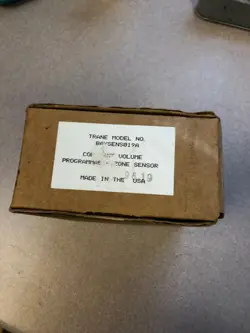 TRANE MODEL NO.
BAYSENS019A
VOLUME
ZONE SENSOR
MADE IN THE USA